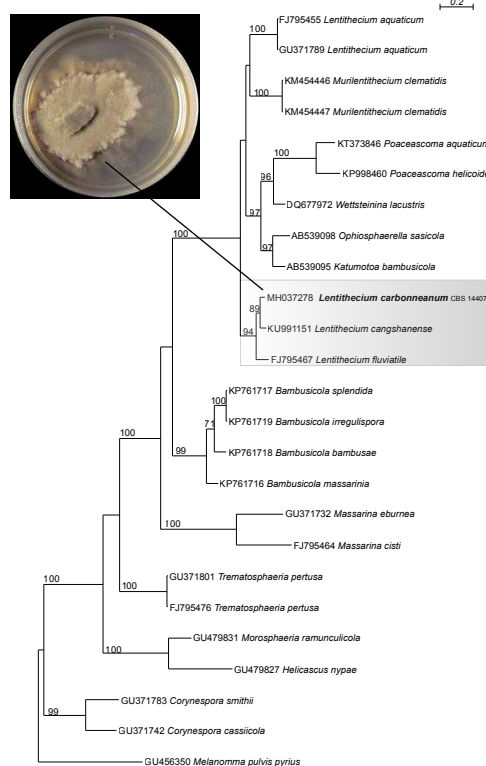 0.2
100
FJ795455 Lentithecium aquaticum
GU371789 Lentithecium aquaticum
KM454446 Murilentithecium clematidis
100
KM454447 Murilentithecium clematidis
KT373846 Poaceascoma aquaticum
100
KP998460 Poaceascoma helicoide
96
DQ677972 Wettsteinina lacustris
97
100
AB539098 Ophiosphaerella sasicola
97
AB539095 Katumotoa bambusicola
MH037278 Lentithecium carbonneanum CBS 14407
89
KU991151 Lentithecium cangshanense
94
FJ795467 Lentithecium fluviatile
KP761717 Bambusicola splendida
100
KP761719 Bambusicola irregulispora
71
100
99
KP761718 Bambusicola bambusae
KP761716 Bambusicola massarinia
GU371732 Massarina eburnea
100
FJ795464 Massarina cisti
GU371801 Trematosphaeria pertusa
100
100
FJ795476 Trematosphaeria pertusa
GU479831 Morosphaeria ramunculicola
100
GU479827 Helicascus nypae
GU371783 Corynespora smithii
99
GU371742 Corynespora cassiicola
GU456350 Melanomma pulvis pyrius